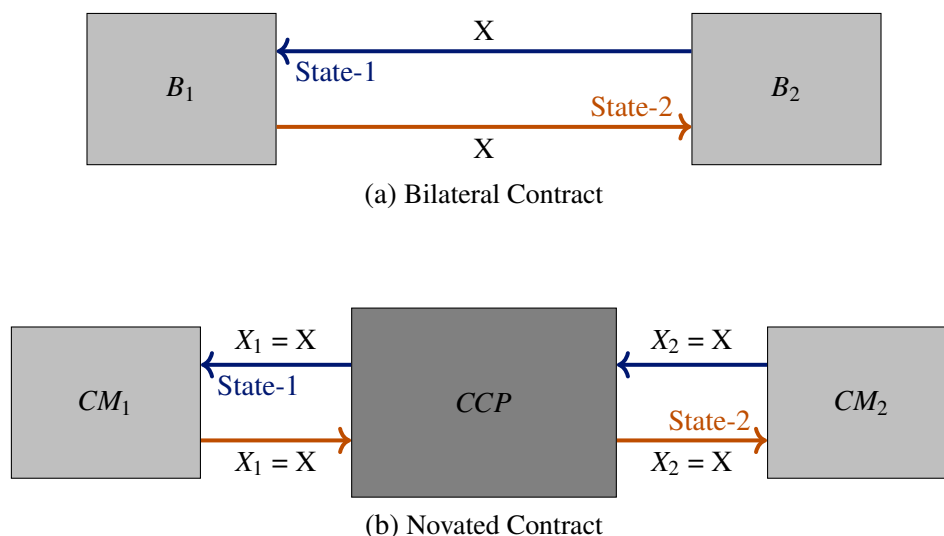 X
State-1
B₁
B₂
State-2
X
(a) Bilateral Contract
X₁ = X
X₂ = X
State-1
CM₁
CCP
CM₂
State-2
X₁ = X
X₂ = X
(b) Novated Contract